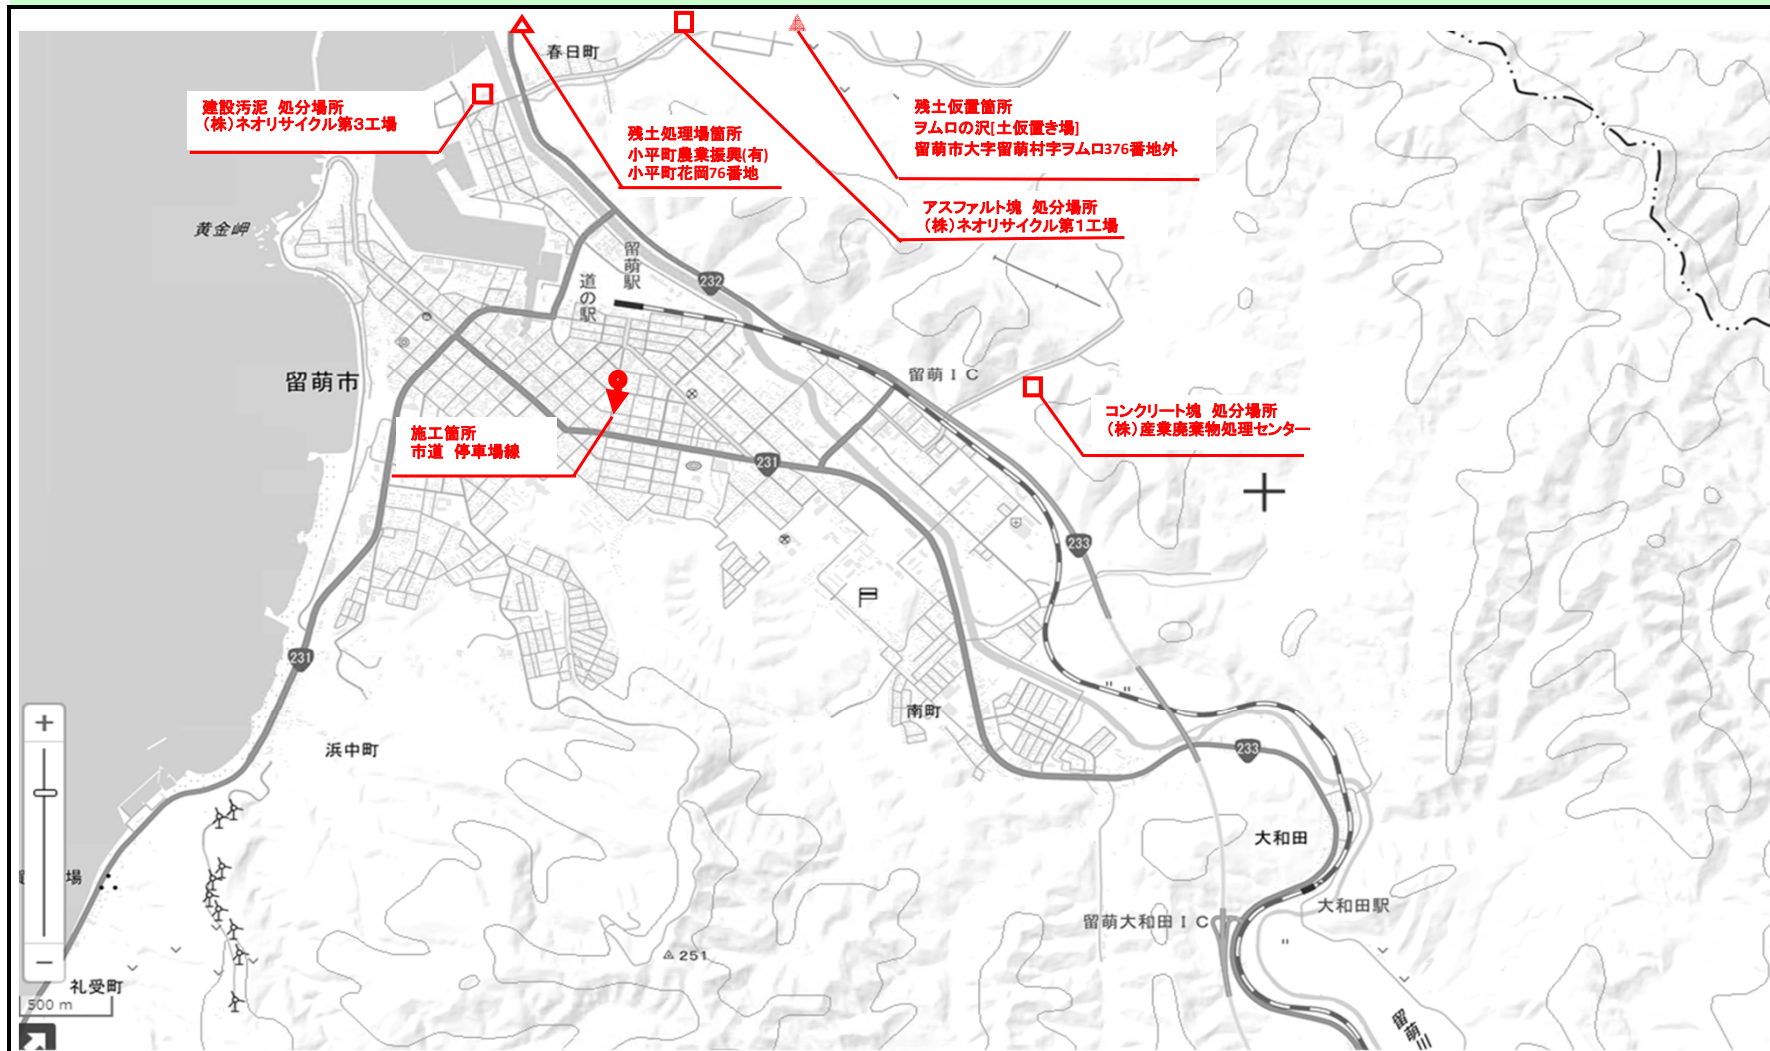 春日町
建設汚泥 処分場所
(株)ネオリサイクル第3工場
残土処理場箇所
小平町農業振興(有)
小平町花岡76番地
残土仮置箇所
ヲムロの沢[土仮置き場]
留萌市大字留萌村字ヲムロ376番地外
アスファルト塊 処分場所
(株)ネオリサイクル第1工場
黄金岬
留萌駅
道の駅
232
留萌市
留萌IC
コンクリート塊 処分場所
(株)産業廃棄物処理センター
施工箇所
市道 停車場線
231
233
231
南町
浜中町
233
大和田
場
大和田駅
留萌大和田IC
251
礼受町
500 m
留萌川